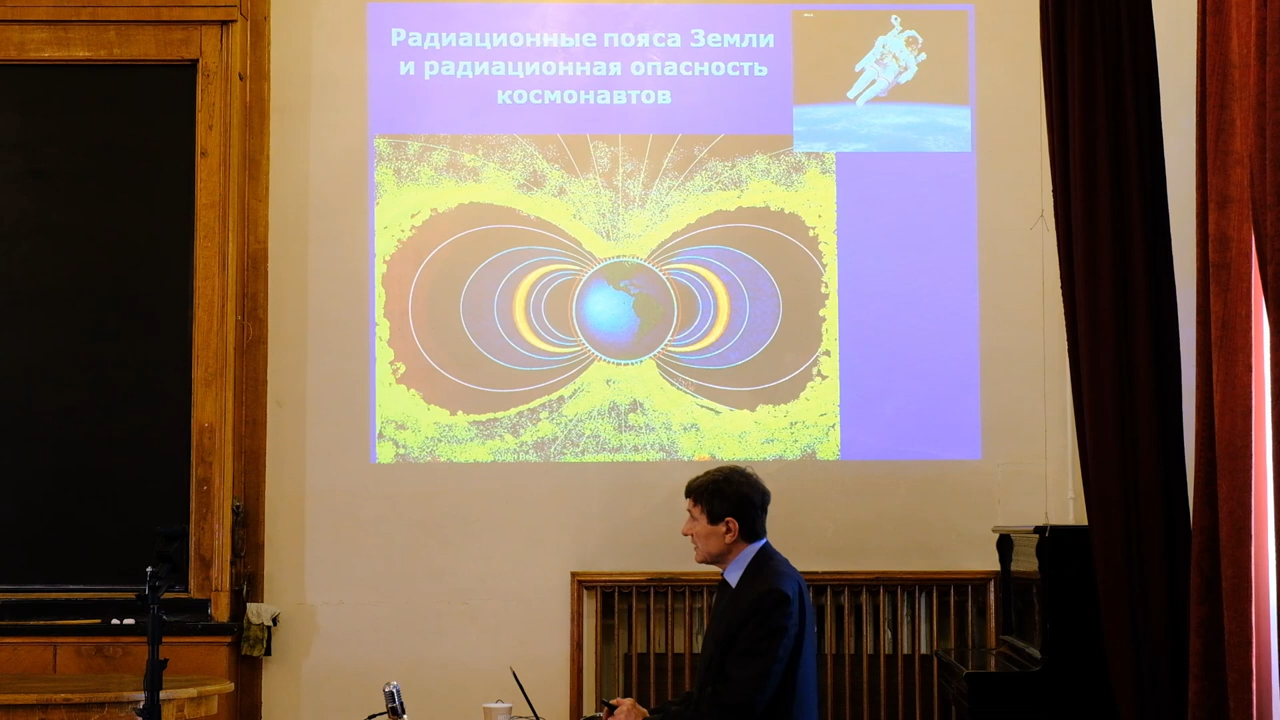 Радиационные пояса Земли
и радиационная опасность
космонавтов